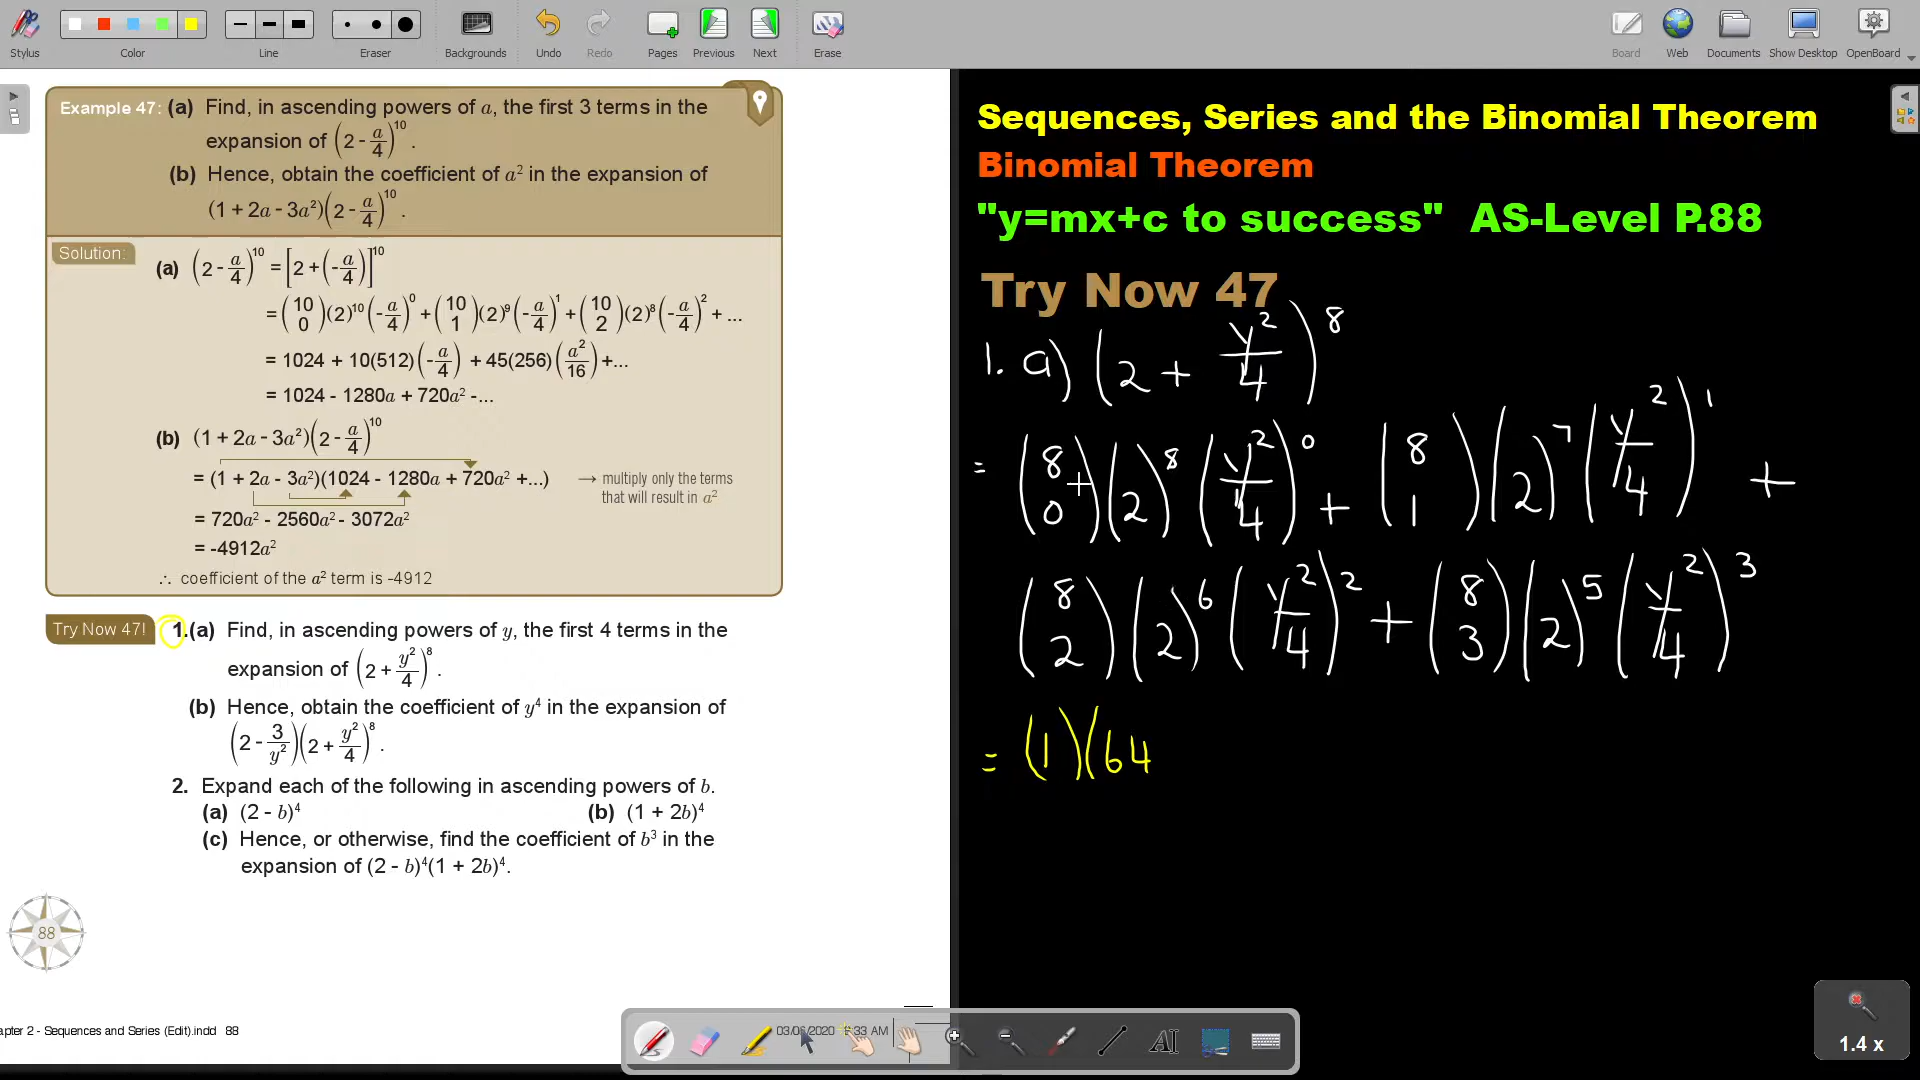 Stylus Color Line Eraser Backgrounds Undo Redo Pages Previous Next Erase Board Web Documents Show Desktop OpenBoard
Example 47: (a) Find, in ascending powers of a, the first 3 terms in the
expansion of (2 - a/4)^10.
(b) Hence, obtain the coefficient of a² in the expansion of
(1 + 2a - 3a²)(2 - a/4)^10.
Solution:
(a) (2 - a/4)^10 = [2 + (-a/4)]^10
= (10 0)(2)^10(-a/4)^0 + (10 1)(2)^9(-a/4)^1 + (10 2)(2)^8(-a/4)^2 + ...
= 1024 + 10(512)(-a/4) + 45(256)(a²/16) +...
= 1024 - 1280a + 720a² -...
(b) (1 + 2a - 3a²)(2 - a/4)^10
= (1 + 2a - 3a²)(1024 - 1280a + 720a² +...) → multiply only the terms
that will result in a²
= 720a² - 2560a² - 3072a²
= -4912a²
∴ coefficient of the a² term is -4912
Try Now 47! 1.(a) Find, in ascending powers of y, the first 4 terms in the
expansion of (2 + y²/4)^8.
(b) Hence, obtain the coefficient of y⁴ in the expansion of
(2 - 3/y²)(2 + y²/4)^8.
2. Expand each of the following in ascending powers of b.
(a) (2 - b)⁴ (b) (1 + 2b)⁴
(c) Hence, or otherwise, find the coefficient of b³ in the
expansion of (2 - b)⁴(1 + 2b)⁴.
88
apter 2 - Sequences and Series (Edit).indd 88
Sequences, Series and the Binomial Theorem
Binomial Theorem
"y=mx+c to success" AS-Level P.88
Try Now 47
1. a) (2 + y²/4)^8
= (8 0)(2)^8(y²/4)^0 + (8 1)(2)^7(y²/4)^1 +
(8 2)(2)^6(y²/4)^2 + (8 3)(2)^5(y²/4)^3
= (1)(64
1.4 x